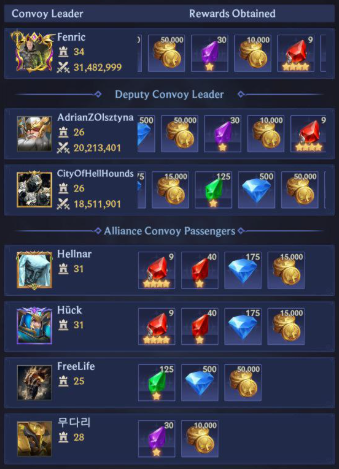 Convoy Leader Rewards Obtained
Fenric
34
31,482,999
50,000 30 10,000 9
Deputy Convoy Leader
AdrianZOlsztyna
26
20,213,401
500 50,000 30 10,000 9
CityOfHellHounds
26
18,511,901
500 15,000 125 500 15,000
Alliance Convoy Passengers
Hellnar
31
9 40 175 15,000
Hūck
31
9 40 175 15,000
FreeLife
25
125 500 50,000
무다리
28
30 10,000